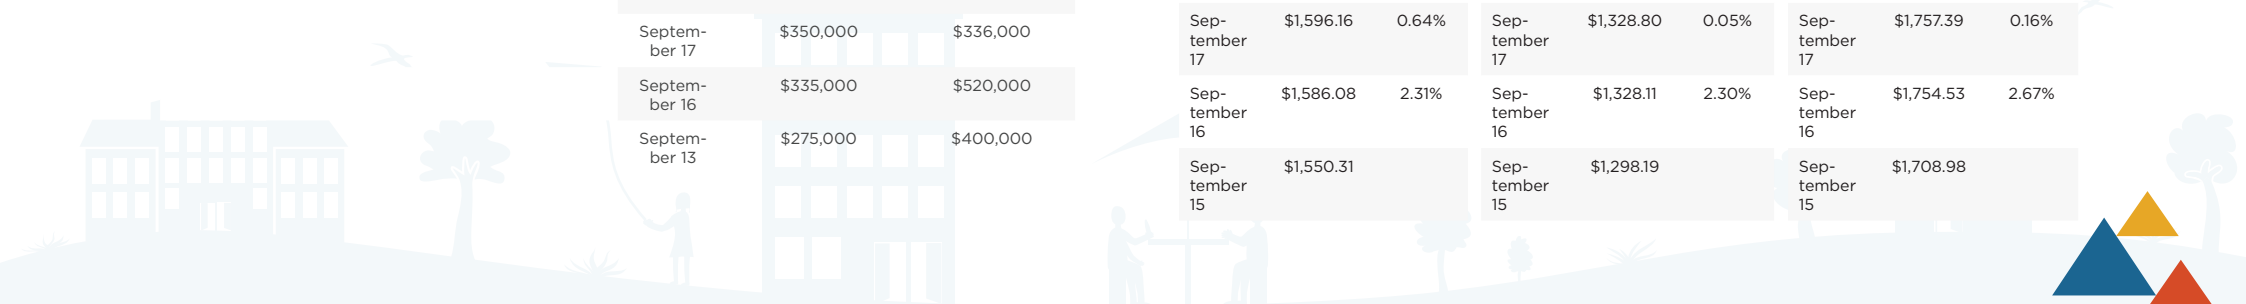 Septem-
ber 17
$350,000 $336,000
Septem-
ber 16
$335,000 $520,000
Septem-
ber 13
$275,000 $400,000
Sep-
tember
17
$1,596.16 0.64%
Sep-
tember
16
$1,586.08 2.31%
Sep-
tember
15
$1,550.31
Sep-
tember
17
$1,328.80 0.05%
Sep-
tember
16
$1,328.11 2.30%
Sep-
tember
15
$1,298.19
Sep-
tember
17
$1,757.39 0.16%
Sep-
tember
16
$1,754.53 2.67%
Sep-
tember
15
$1,708.98